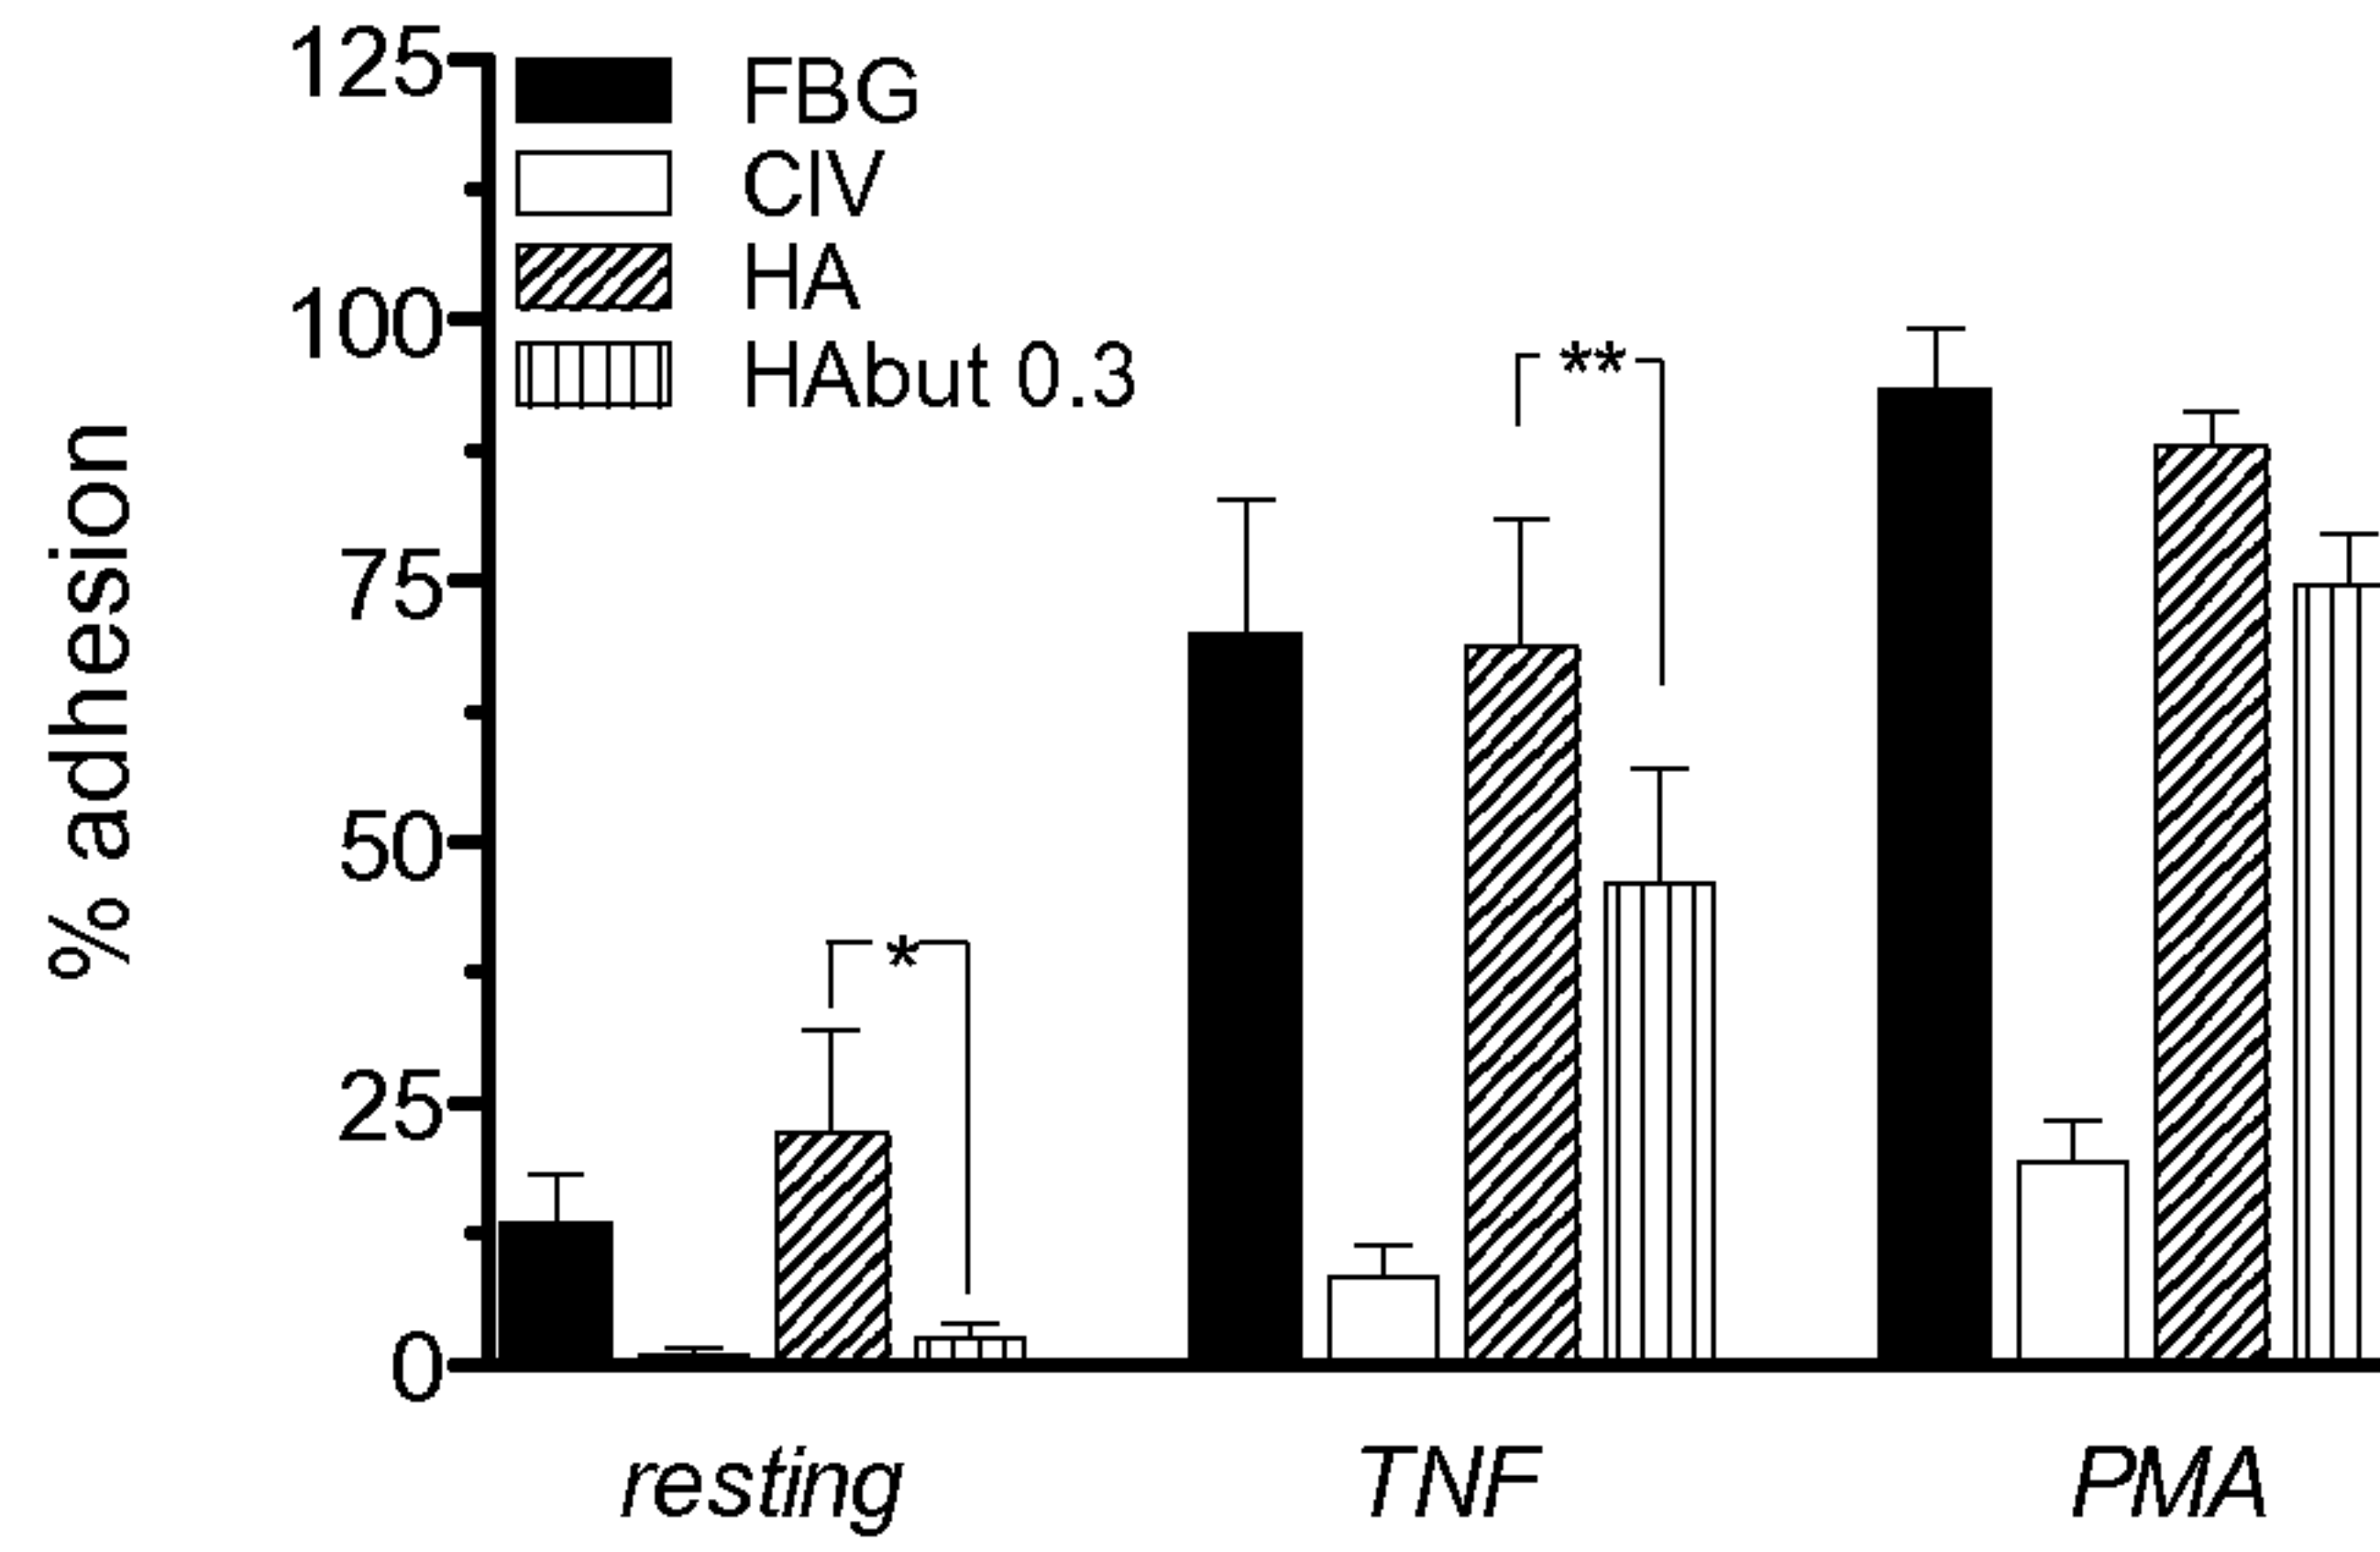 % adhesion
125
100
75
50
25
0
FBG
CIV
HA
HAbut 0.3
*
**
resting TNF PMA